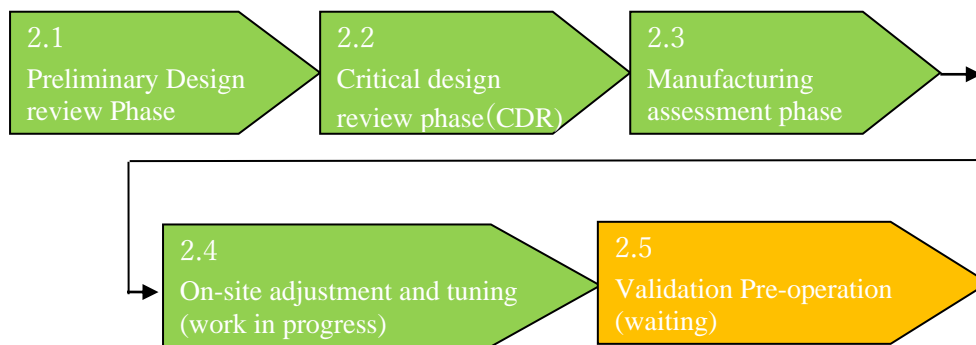 2.1
Preliminary Design
review Phase
2.2
Critical design
review phase(CDR)
2.3
Manufacturing
assessment phase
2.4
On-site adjustment and tuning
(work in progress)
2.5
Validation Pre-operation
(waiting)